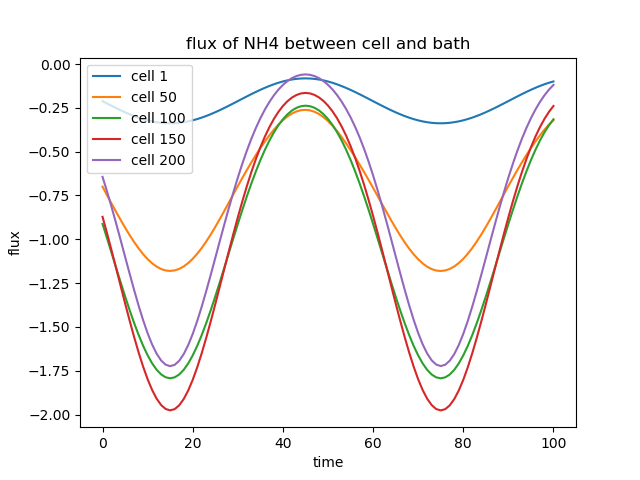 flux of NH4 between cell and bath
cell 1
cell 50
cell 100
cell 150
cell 200
0.00
−0.25
−0.50
−0.75
−1.00
−1.25
−1.50
−1.75
−2.00
flux
0 20 40 60 80 100
time